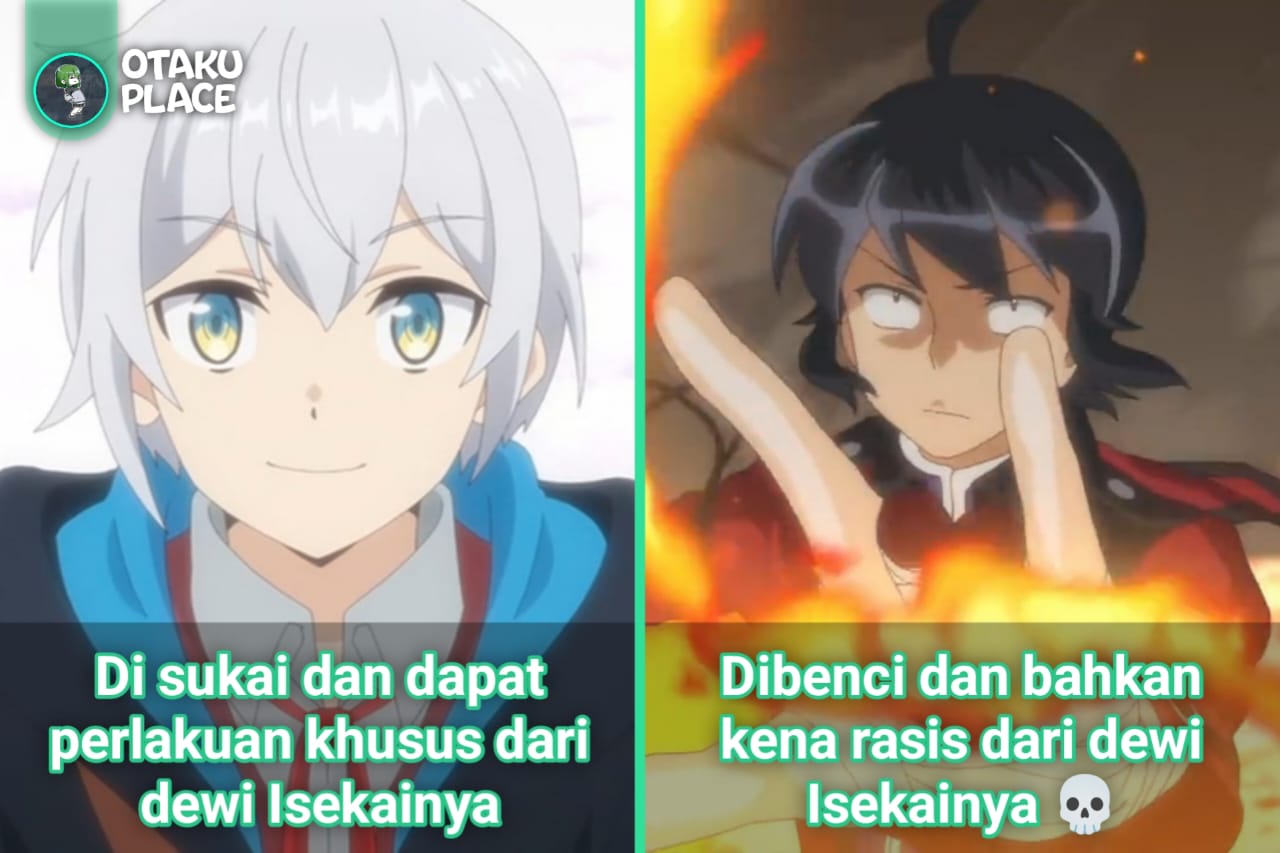 OTAKU
PLACE
Di sukai dan dapat
perlakuan khusus dari
dewi Isekainya
Dibenci dan bahkan
kena rasis dari dewi
Isekainya 💀